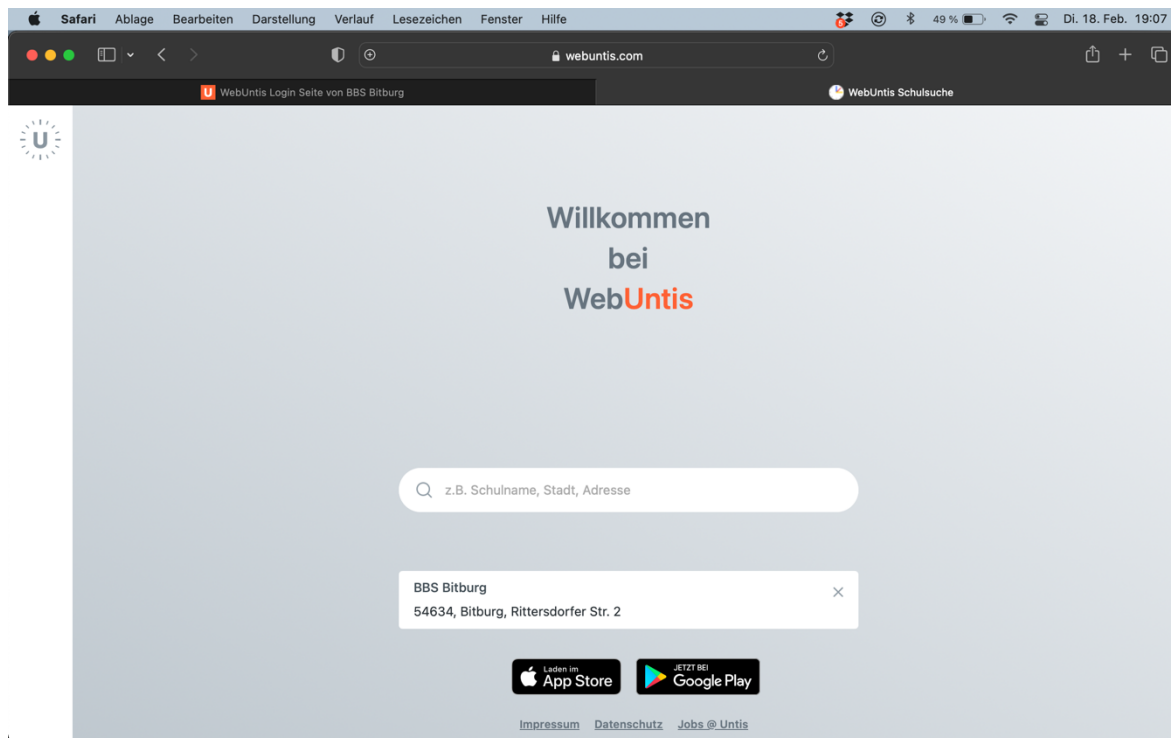 Safari Ablage Bearbeiten Darstellung Verlauf Lesezeichen Fenster Hilfe 49 % Di. 18. Feb. 19:07
webuntis.com
U WebUntis Login Seite von BBS Bitburg WebUntis Schulsuche
U
Willkommen
bei
WebUntis
z.B. Schulname, Stadt, Adresse
BBS Bitburg
54634, Bitburg, Rittersdorfer Str. 2
Laden im JETZT BEI
App Store Google Play
Impressum Datenschutz Jobs @ Untis